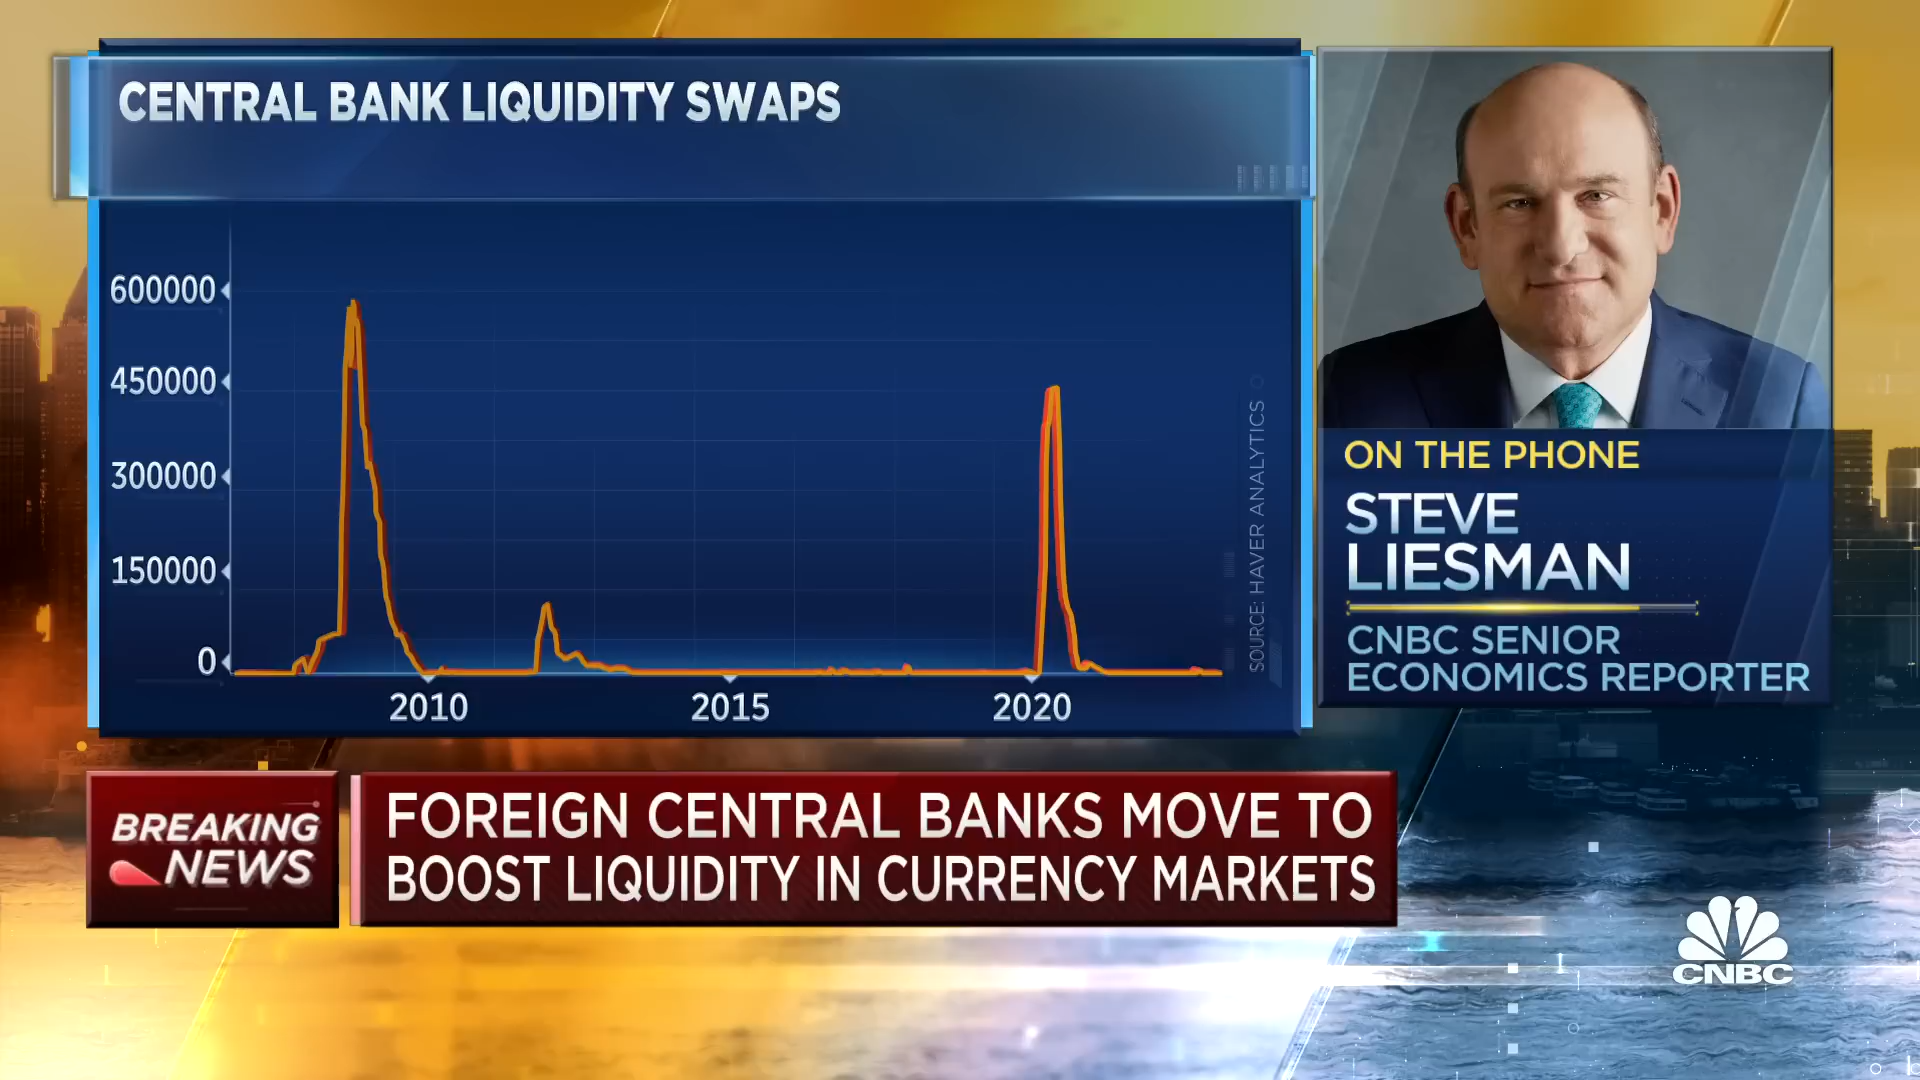 CENTRAL BANK LIQUIDITY SWAPS
600000
450000
300000
150000
0
2010
2015
2020
SOURCE: HAVER ANALYTICS
ON THE PHONE
STEVE
LIESMAN
CNBC SENIOR
ECONOMICS REPORTER
BREAKING
NEWS
FOREIGN CENTRAL BANKS MOVE TO
BOOST LIQUIDITY IN CURRENCY MARKETS
CNBC